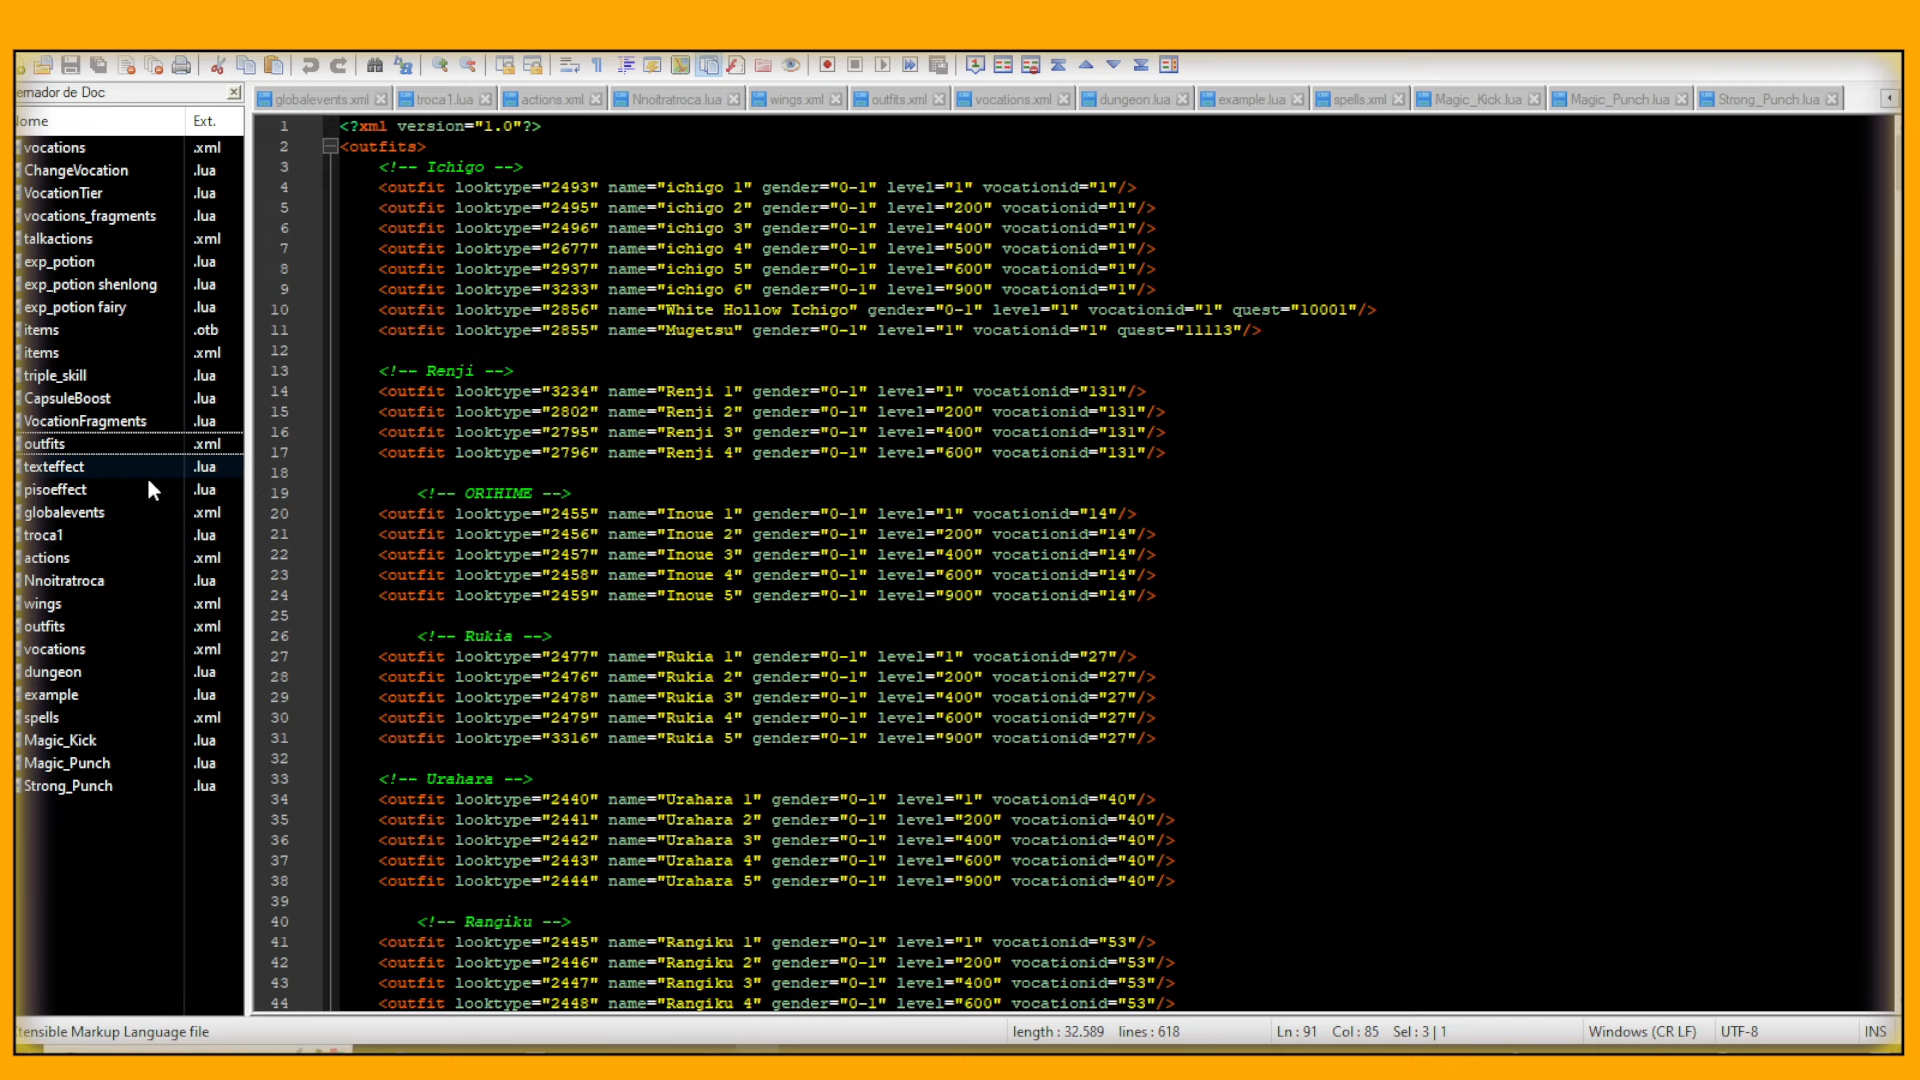 emador de Doc
globalevents.xml troca1.lua actions.xml Nnoitratroca.lua wings.xml outfits.xml vocations.xml dungeon.lua example.lua spells.xml Magic_Kick.lua Magic_Punch.lua Strong_Punch.lua
ome Ext.
vocations .xml
ChangeVocation .lua
VocationTier .lua
vocations_fragments .lua
talkactions .xml
exp_potion .lua
exp_potion shenlong .lua
exp_potion fairy .lua
items .otb
items .xml
triple_skill .lua
CapsuleBoost .lua
VocationFragments .lua
outfits .xml
texteffect .lua
pisoeffect .lua
globalevents .xml
troca1 .lua
actions .xml
Nnoitratroca .lua
wings .xml
outfits .xml
vocations .xml
dungeon .lua
example .lua
spells .xml
Magic_Kick .lua
Magic_Punch .lua
Strong_Punch .lua
1 <?xml version="1.0"?>
2 <outfits>
3 <!-- Ichigo -->
4 <outfit looktype="2493" name="ichigo 1" gender="0-1" level="1" vocationid="1"/>
5 <outfit looktype="2495" name="ichigo 2" gender="0-1" level="200" vocationid="1"/>
6 <outfit looktype="2496" name="ichigo 3" gender="0-1" level="400" vocationid="1"/>
7 <outfit looktype="2677" name="ichigo 4" gender="0-1" level="500" vocationid="1"/>
8 <outfit looktype="2937" name="ichigo 5" gender="0-1" level="600" vocationid="1"/>
9 <outfit looktype="3233" name="ichigo 6" gender="0-1" level="900" vocationid="1"/>
10 <outfit looktype="2856" name="White Hollow Ichigo" gender="0-1" level="1" vocationid="1" quest="10001"/>
11 <outfit looktype="2855" name="Mugetsu" gender="0-1" level="1" vocationid="1" quest="11113"/>
12
13 <!-- Renji -->
14 <outfit looktype="3234" name="Renji 1" gender="0-1" level="1" vocationid="131"/>
15 <outfit looktype="2802" name="Renji 2" gender="0-1" level="200" vocationid="131"/>
16 <outfit looktype="2795" name="Renji 3" gender="0-1" level="400" vocationid="131"/>
17 <outfit looktype="2796" name="Renji 4" gender="0-1" level="600" vocationid="131"/>
18
19 <!-- ORIHIME -->
20 <outfit looktype="2455" name="Inoue 1" gender="0-1" level="1" vocationid="14"/>
21 <outfit looktype="2456" name="Inoue 2" gender="0-1" level="200" vocationid="14"/>
22 <outfit looktype="2457" name="Inoue 3" gender="0-1" level="400" vocationid="14"/>
23 <outfit looktype="2458" name="Inoue 4" gender="0-1" level="600" vocationid="14"/>
24 <outfit looktype="2459" name="Inoue 5" gender="0-1" level="900" vocationid="14"/>
25
26 <!-- Rukia -->
27 <outfit looktype="2477" name="Rukia 1" gender="0-1" level="1" vocationid="27"/>
28 <outfit looktype="2476" name="Rukia 2" gender="0-1" level="200" vocationid="27"/>
29 <outfit looktype="2478" name="Rukia 3" gender="0-1" level="400" vocationid="27"/>
30 <outfit looktype="2479" name="Rukia 4" gender="0-1" level="600" vocationid="27"/>
31 <outfit looktype="3316" name="Rukia 5" gender="0-1" level="900" vocationid="27"/>
32
33 <!-- Urahara -->
34 <outfit looktype="2440" name="Urahara 1" gender="0-1" level="1" vocationid="40"/>
35 <outfit looktype="2441" name="Urahara 2" gender="0-1" level="200" vocationid="40"/>
36 <outfit looktype="2442" name="Urahara 3" gender="0-1" level="400" vocationid="40"/>
37 <outfit looktype="2443" name="Urahara 4" gender="0-1" level="600" vocationid="40"/>
38 <outfit looktype="2444" name="Urahara 5" gender="0-1" level="900" vocationid="40"/>
39
40 <!-- Rangiku -->
41 <outfit looktype="2445" name="Rangiku 1" gender="0-1" level="1" vocationid="53"/>
42 <outfit looktype="2446" name="Rangiku 2" gender="0-1" level="200" vocationid="53"/>
43 <outfit looktype="2447" name="Rangiku 3" gender="0-1" level="400" vocationid="53"/>
44 <outfit looktype="2448" name="Rangiku 4" gender="0-1" level="600" vocationid="53"/>
tensible Markup Language file length : 32.589 lines : 618 Ln : 91 Col : 85 Sel : 3 | 1 Windows (CR LF) UTF-8 INS